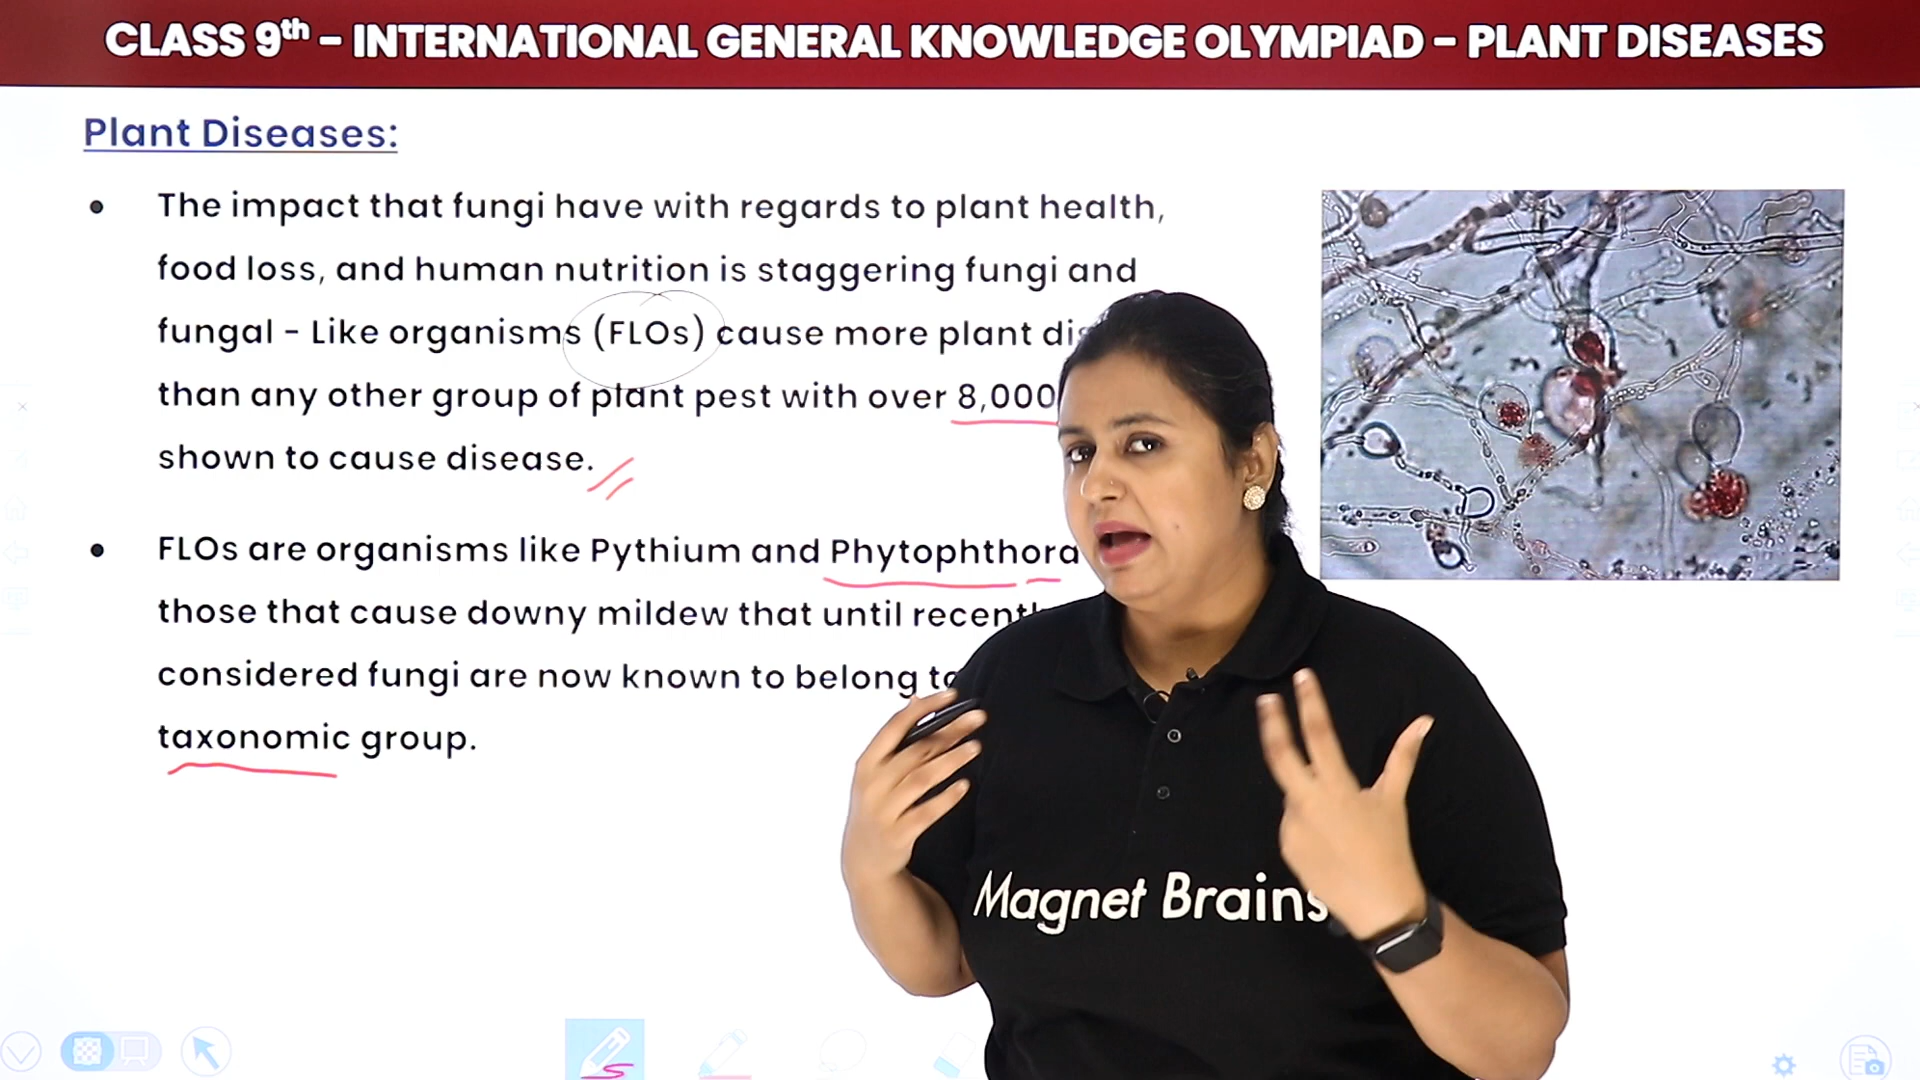 CLASS 9th - INTERNATIONAL GENERAL KNOWLEDGE OLYMPIAD - PLANT DISEASES
Plant Diseases:
• The impact that fungi have with regards to plant health,
food loss, and human nutrition is staggering fungi and
fungal - Like organisms (FLOs) cause more plant
than any other group of plant pest with over 8,000
shown to cause disease.
• FLOs are organisms like Pythium and Phytophthora
those that cause downy mildew that until
considered fungi are now known to belong
taxonomic group.
Magnet Brains